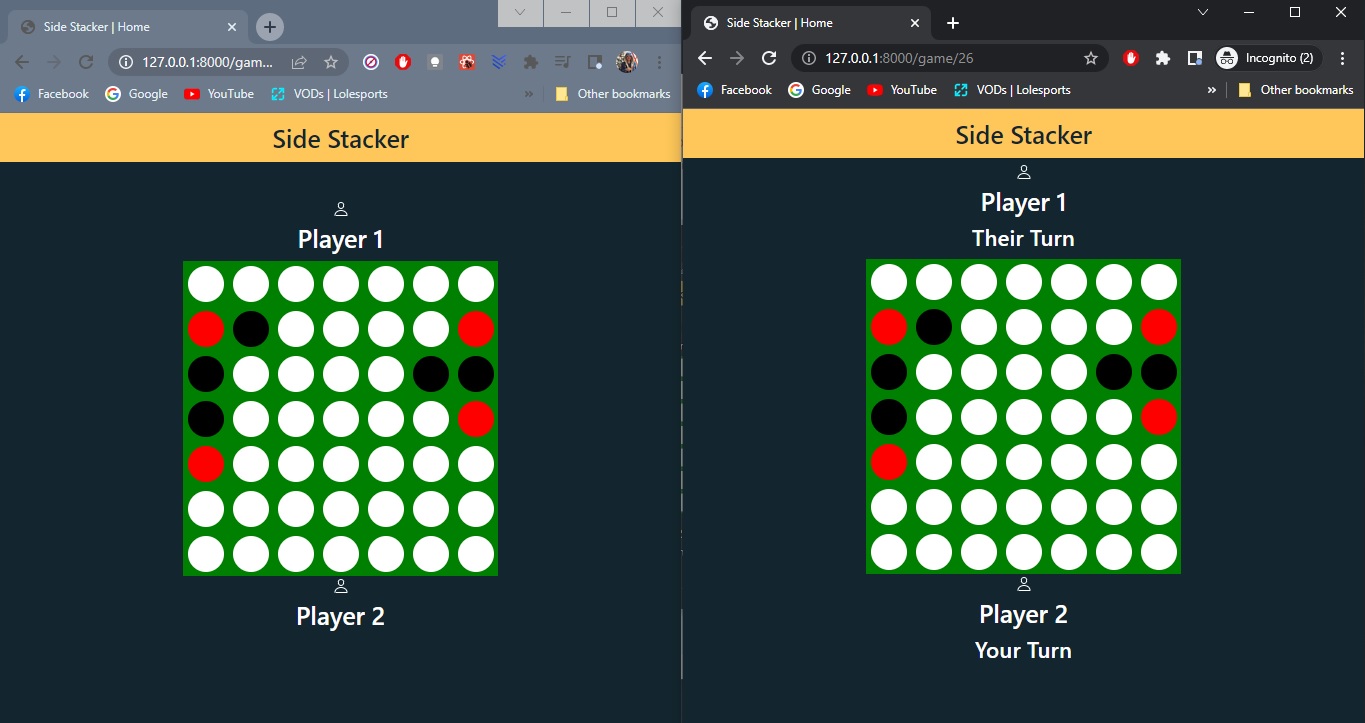 Side Stacker | Home
127.0.0.1:8000/gam...
Facebook
Google
YouTube
VODs | Lolesports
»
Other bookmarks
Side Stacker
Player 1
Player 2
Side Stacker | Home
127.0.0.1:8000/game/26
Incognito (2)
Facebook
Google
YouTube
VODs | Lolesports
»
Other bookmarks
Side Stacker
Player 1
Their Turn
Player 2
Your Turn